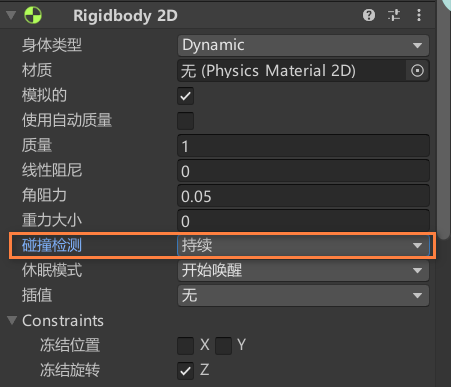 Rigidbody 2D
身体类型 Dynamic
材质 无 (Physics Material 2D)
模拟的
使用自动质量
质量 1
线性阻尼 0
角阻力 0.05
重力大小 0
碰撞检测 持续
休眠模式 开始唤醒
插值 无
Constraints
冻结位置 X Y
冻结旋转 Z